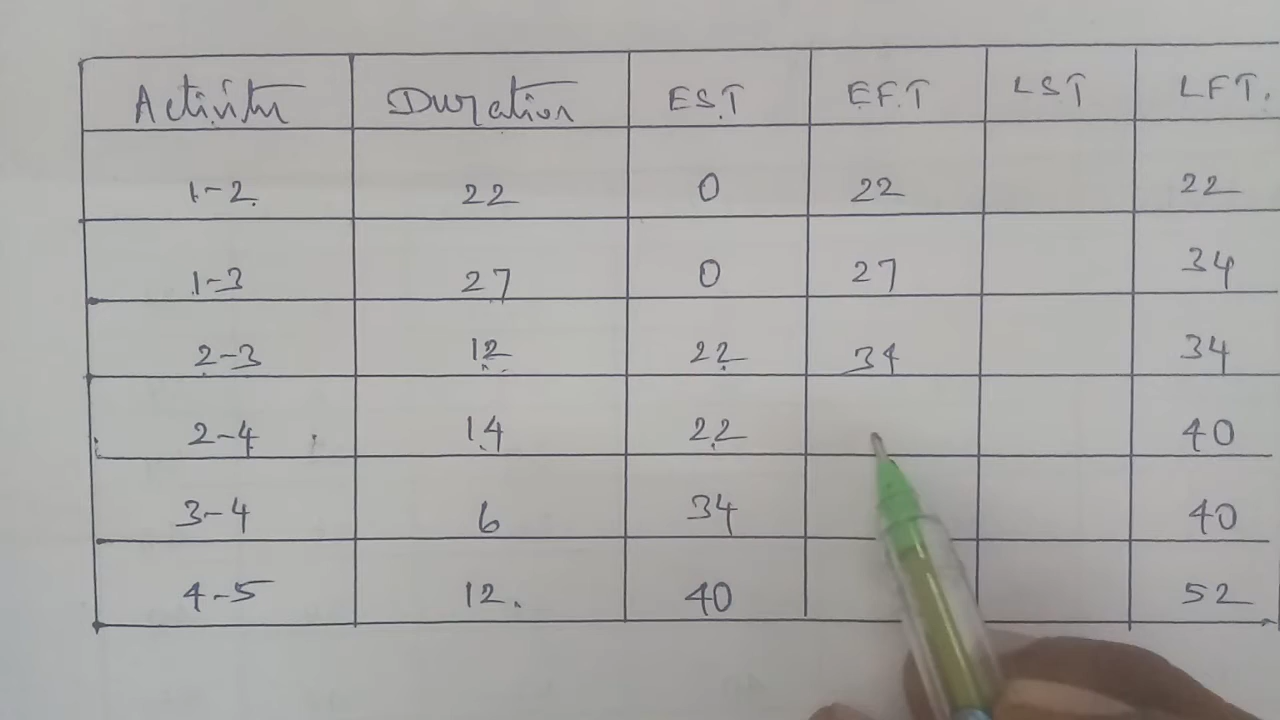 Activity Duration EST EFT LST LFT.
1-2 22 0 22 22
1-3 27 0 27 34
2-3 12 22 34 34
2-4 14 22 40
3-4 6 34 40
4-5 12. 40 52